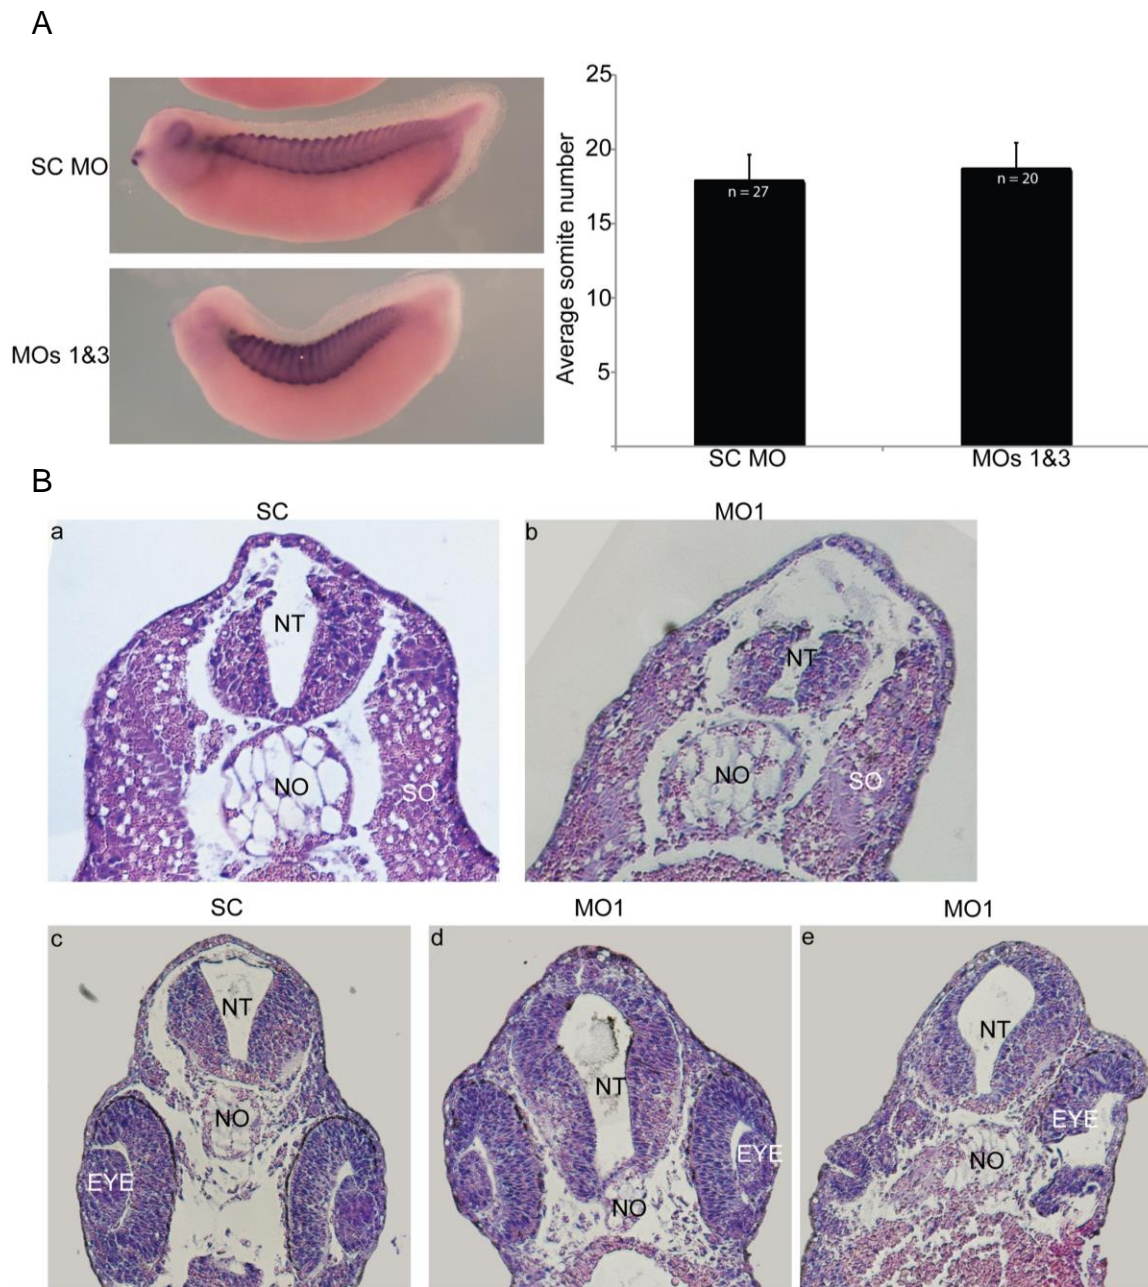 A
SC MO
MOs 1&3
Average somite number
25
20
15
10
5
n = 27
n = 20
SC MO
MOs 1&3
B
SC
MO1
a
NT
NO
SO
b
NT
NO
SO
SC
MO1
MO1
c
NT
NO
EYE
d
NT
EYE
NO
e
NT
EYE
NO